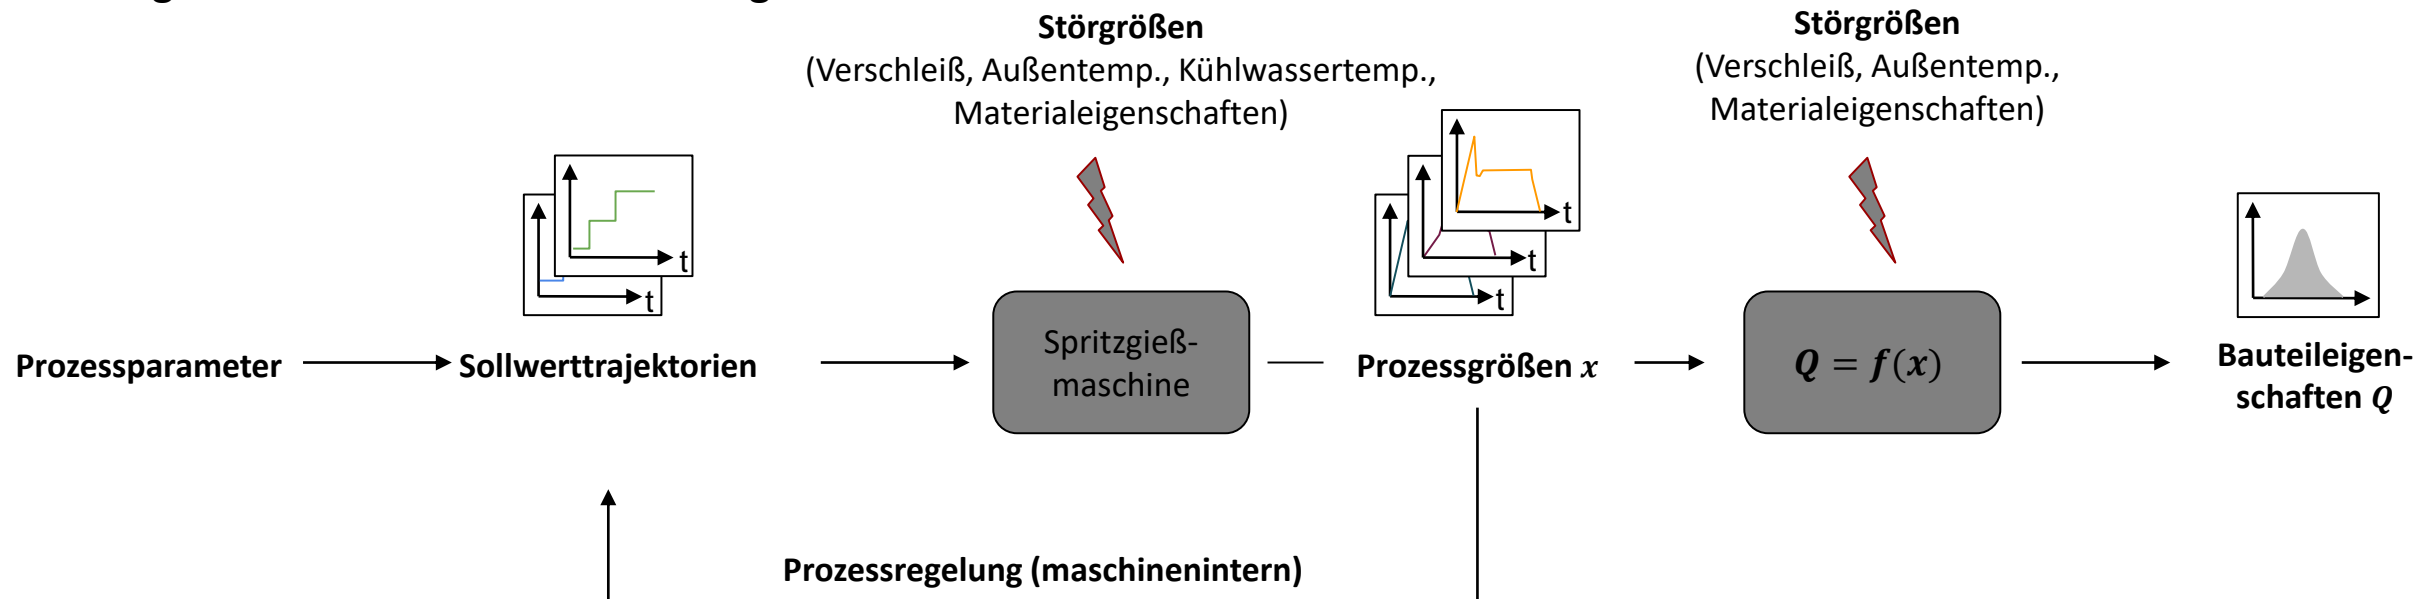 Störgrößen
(Verschleiß, Außentemp., Kühlwassertemp.,
Materialeigenschaften)
Störgrößen
(Verschleiß, Außentemp.,
Materialeigenschaften)
t
t
t
t
t
Prozessparameter
Sollwerttrajektorien
Spritzgieß-
maschine
Prozessgrößen x
Q = f(x)
Bauteileigen-
schaften Q
Prozessregelung (maschinenintern)